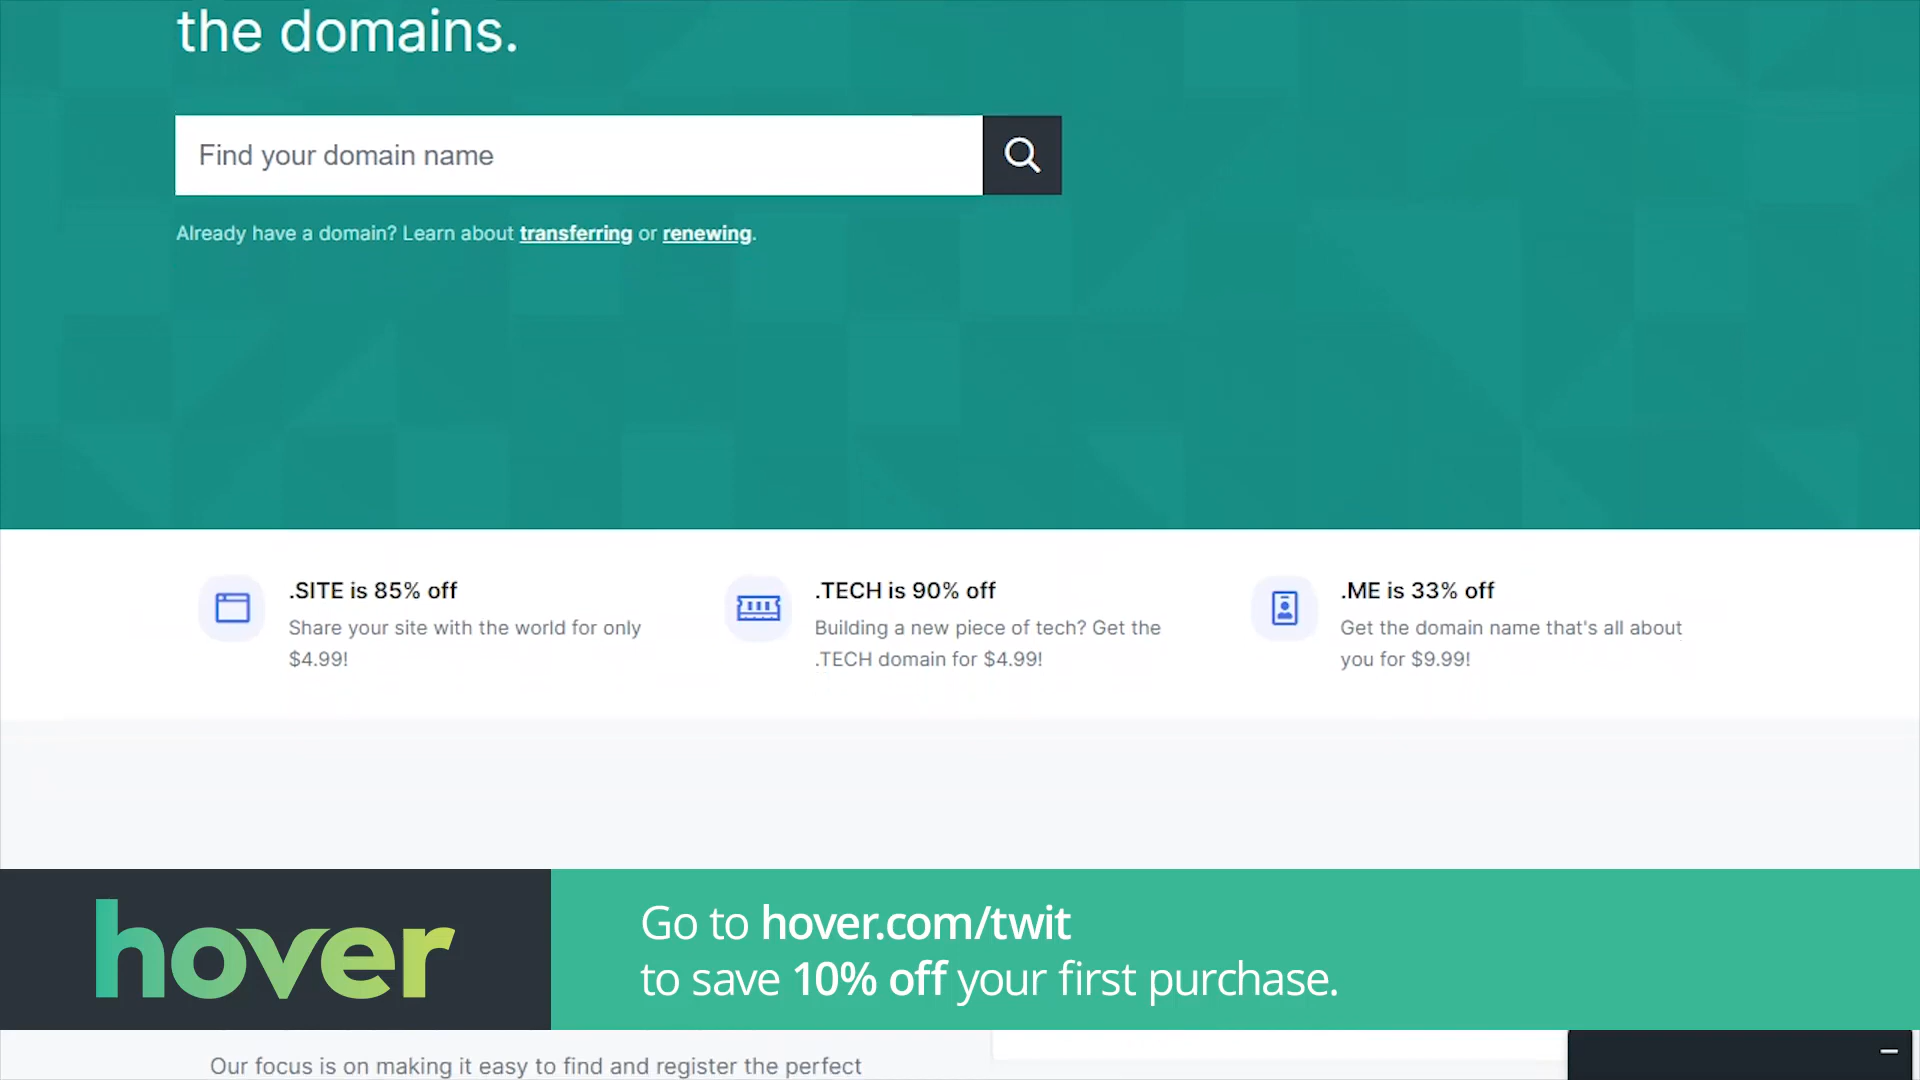 the domains.
Find your domain name
Already have a domain? Learn about transferring or renewing.
.SITE is 85% off
Share your site with the world for only
$4.99!
.TECH is 90% off
Building a new piece of tech? Get the
.TECH domain for $4.99!
.ME is 33% off
Get the domain name that's all about
you for $9.99!
hover
Go to hover.com/twit
to save 10% off your first purchase.
Our focus is on making it easy to find and register the perfect